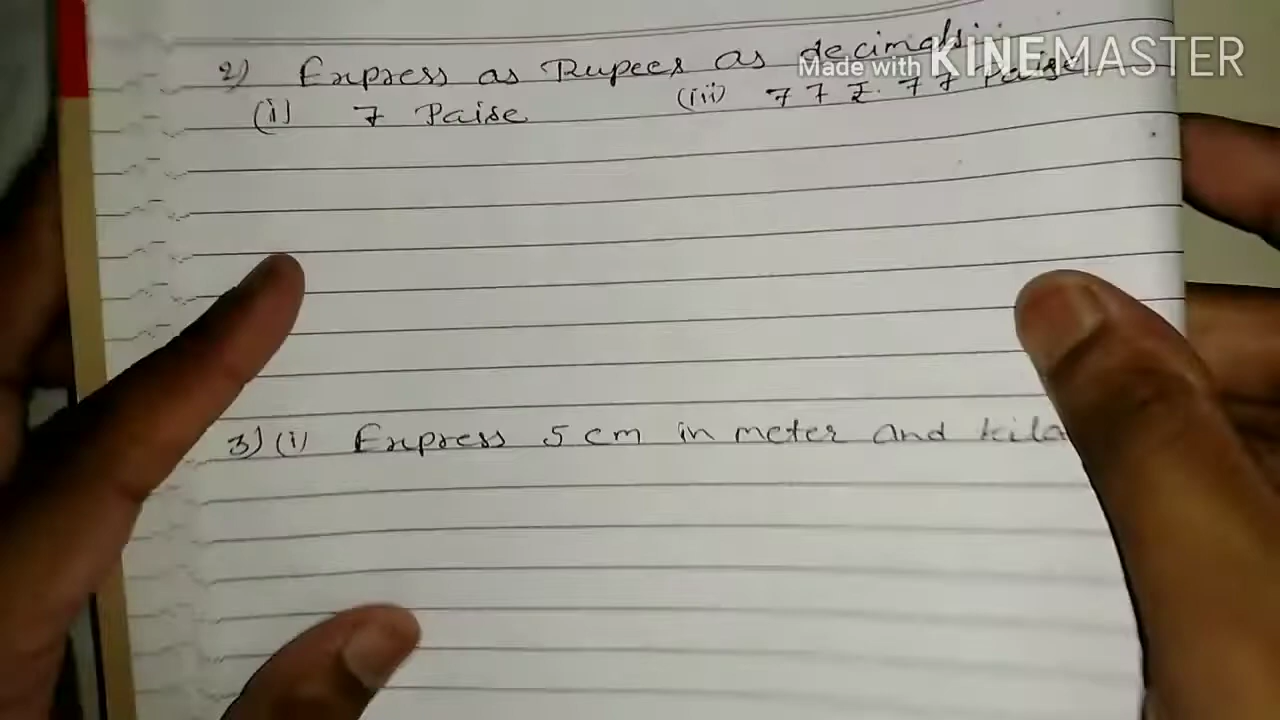 2) Express as Rupees as decimals.
Made with KINEMASTER
(i) 7 Paise (iii) 77 ₹. 77 Paise
3) (i) Express 5 cm in meter and kilo